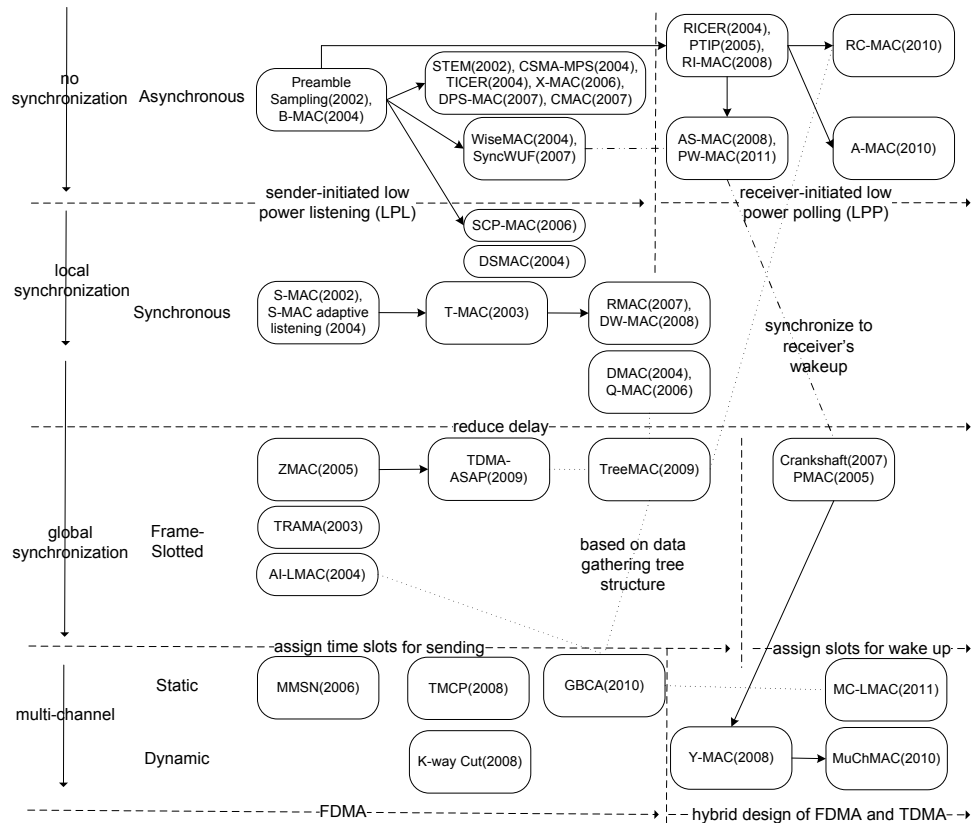 RICER(2004),
PTIP(2005),
RI-MAC(2008)
RC-MAC(2010)
STEM(2002), CSMA-MPS(2004),
TICER(2004), X-MAC(2006),
DPS-MAC(2007), CMAC(2007)
no
synchronization
Asynchronous
Preamble
Sampling(2002),
B-MAC(2004)
WiseMAC(2004),
SyncWUF(2007)
AS-MAC(2008),
PW-MAC(2011)
A-MAC(2010)
sender-initiated low
power listening (LPL)
receiver-initiated low
power polling (LPP)
SCP-MAC(2006)
DSMAC(2004)
local
synchronization
Synchronous
S-MAC(2002),
S-MAC adaptive
listening (2004)
T-MAC(2003)
RMAC(2007),
DW-MAC(2008)
synchronize to
receiver's
wakeup
DMAC(2004),
Q-MAC(2006)
reduce delay
ZMAC(2005)
TDMA-
ASAP(2009)
TreeMAC(2009)
Crankshaft(2007)
PMAC(2005)
global
synchronization
Frame-
Slotted
TRAMA(2003)
AI-LMAC(2004)
based on data
gathering tree
structure
assign time slots for sending
assign slots for wake up
Static
MMSN(2006)
TMCP(2008)
GBCA(2010)
MC-LMAC(2011)
multi-channel
Dynamic
K-way Cut(2008)
Y-MAC(2008)
MuChMAC(2010)
FDMA
hybrid design of FDMA and TDMA